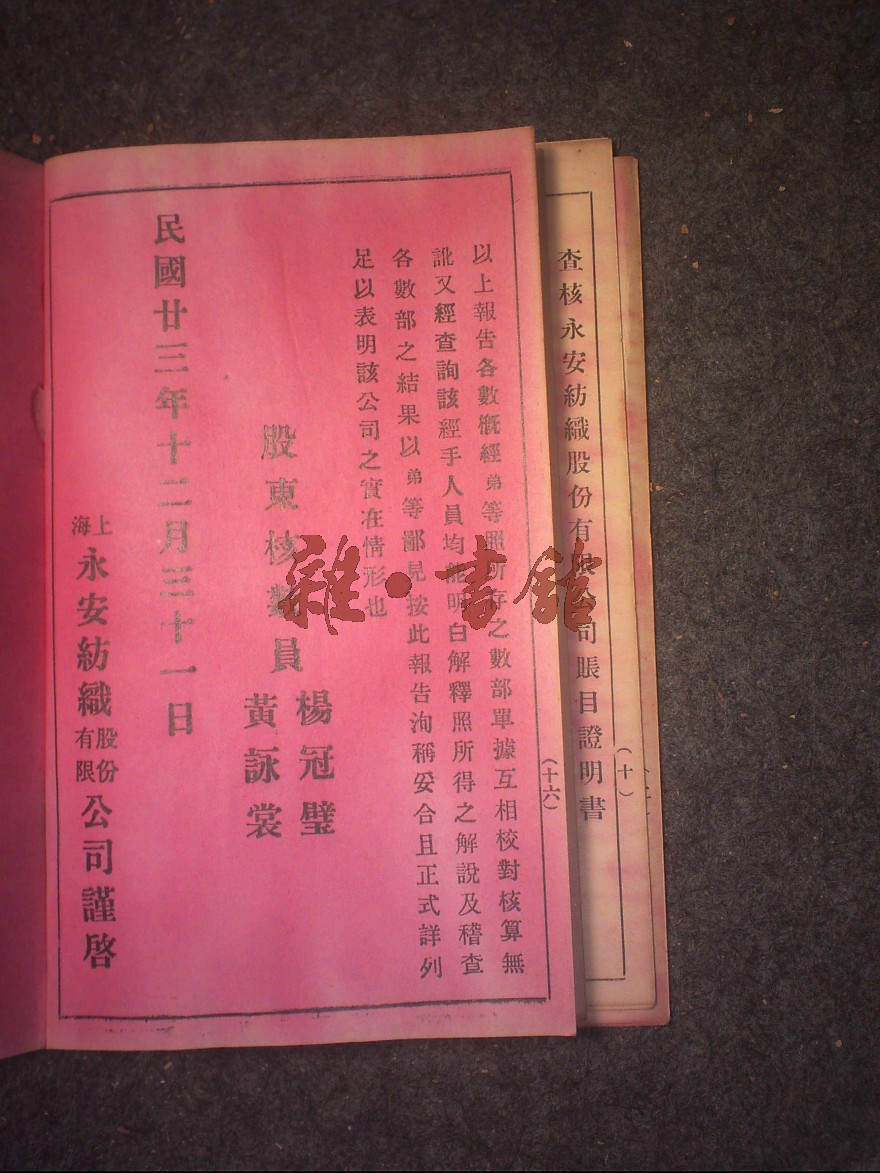 查核永安紡織股份有限公司賬目證明書
(十)
(十六)
以上報告各數概經弟等照所存之數部單據互相校對核算無
訛又經查詢該經手人員均能明白解釋照所得之解說及稽查
各數部之結果以弟等鄙見按此報告洵稱妥合且正式詳列
足以表明該公司之實在情形也
股東核數員
楊冠璧
黃詠裳
民國廿三年十二月三十一日
上海永安紡織股份有限公司謹啓
雜·書館